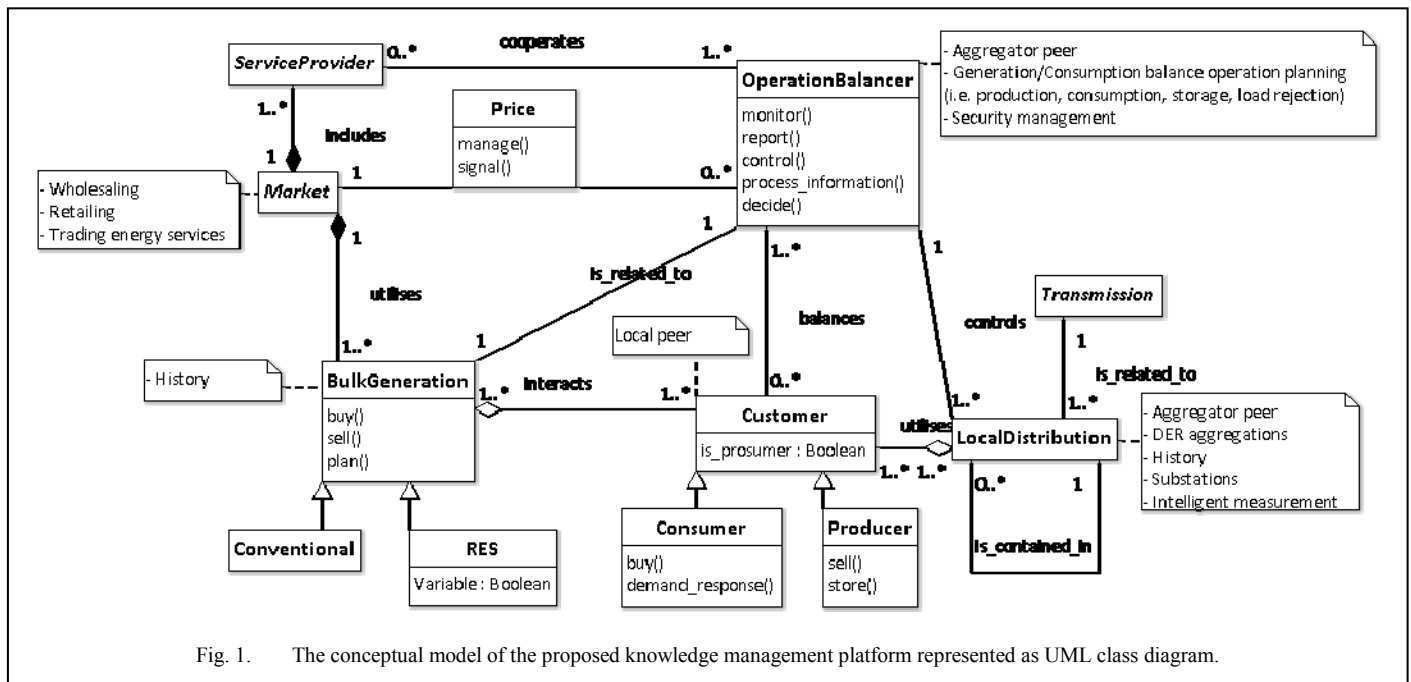 cooperates
0..*
1..*
ServiceProvider
OperationBalancer
monitor()
report()
control()
process_information()
decide()
- Aggregator peer
- Generation/Consumption balance operation planning
(i.e. production, consumption, storage, load rejection)
- Security management
1..*
includes
1
Price
manage()
signal()
- Wholesaling
- Retailing
- Trading energy services
Market
1
0..*
1
1
1..*
1
is_related_to
utilises
balances
controls
Transmission
1
is_related_to
1..*
1
Local peer
- History
1..*
BulkGeneration
buy()
sell()
plan()
1..*
interacts
1..*
0..*
Customer
is_prosumer : Boolean
utilises
1..*
1..*
1..*
LocalDistribution
- Aggregator peer
- DER aggregations
- History
- Substations
- Intelligent measurement
0..*
1
is_contained_in
Conventional
RES
Variable : Boolean
Consumer
buy()
demand_response()
Producer
sell()
store()
Fig. 1. The conceptual model of the proposed knowledge management platform represented as UML class diagram.